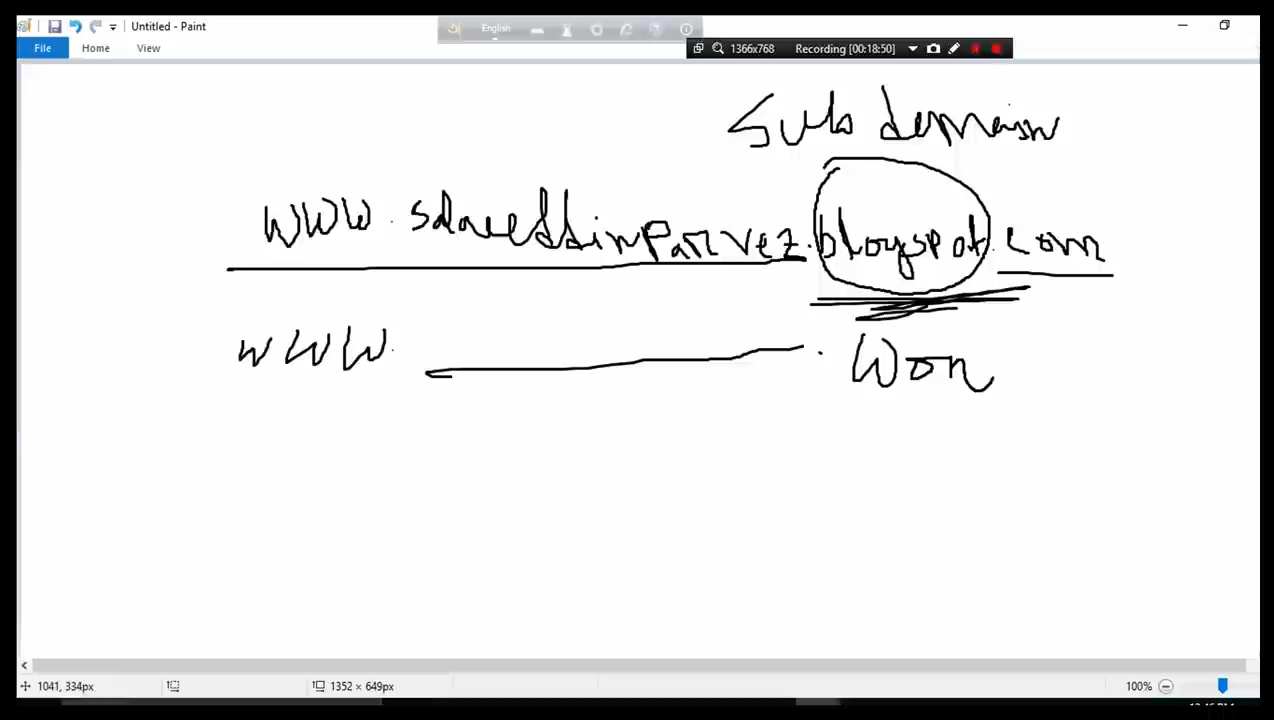 Untitled - Paint
English
File Home View
1366x768 Recording [00:18:50]
Sub domain
www.salaueddinparvez.blogspot.com
www. . Won
1041, 334px 1352 × 649px 100%